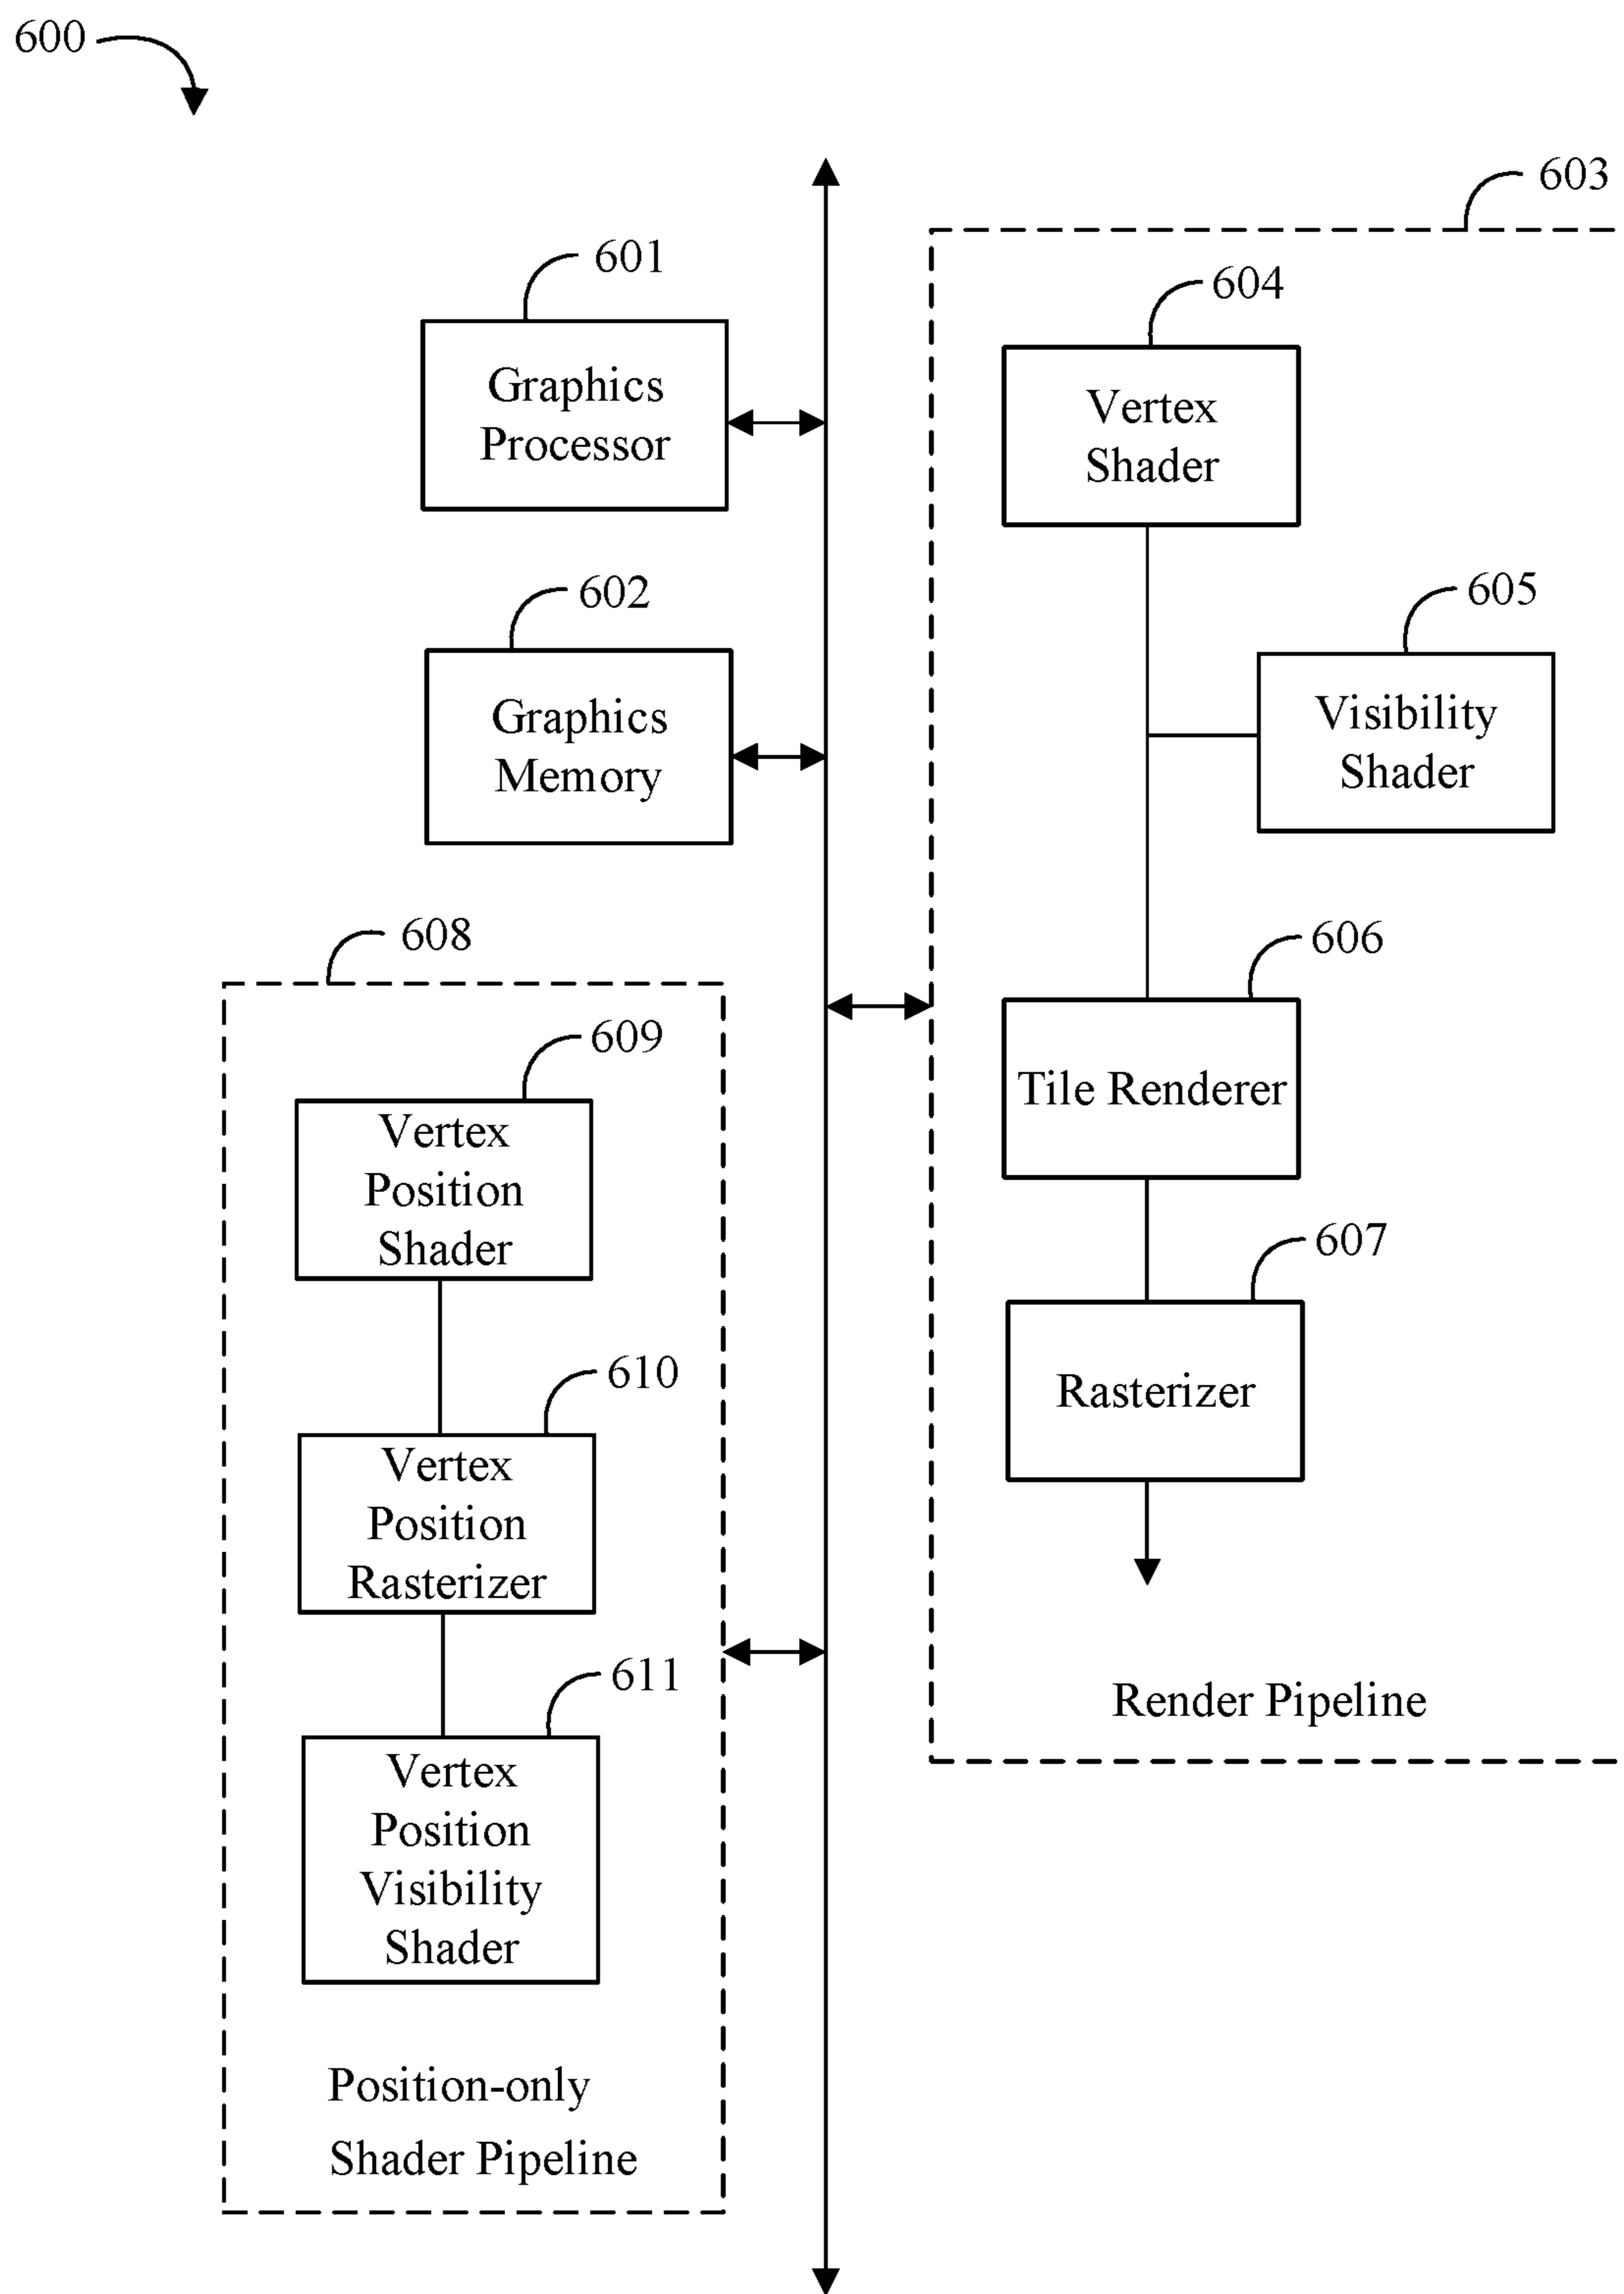 600
603
601
Graphics
Processor
604
Vertex
Shader
602
Graphics
Memory
605
Visibility
Shader
606
Tile Renderer
607
Rasterizer
Render Pipeline
608
609
Vertex
Position
Shader
610
Vertex
Position
Rasterizer
611
Vertex
Position
Visibility
Shader
Position-only
Shader Pipeline